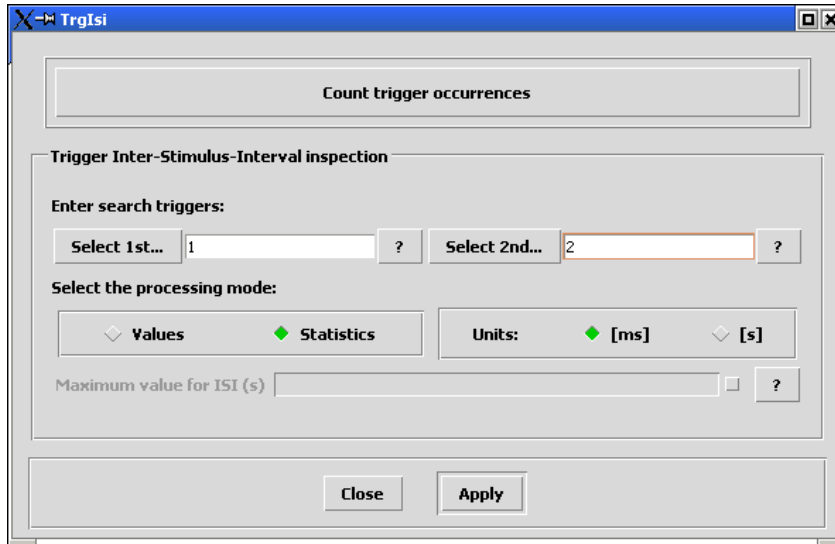 TrgIsi
Count trigger occurrences
Trigger Inter-Stimulus-Interval inspection
Enter search triggers:
Select 1st... 1 ? Select 2nd... 2 ?
Select the processing mode:
Values Statistics Units: [ms] [s]
Maximum value for ISI (s) ?
Close Apply